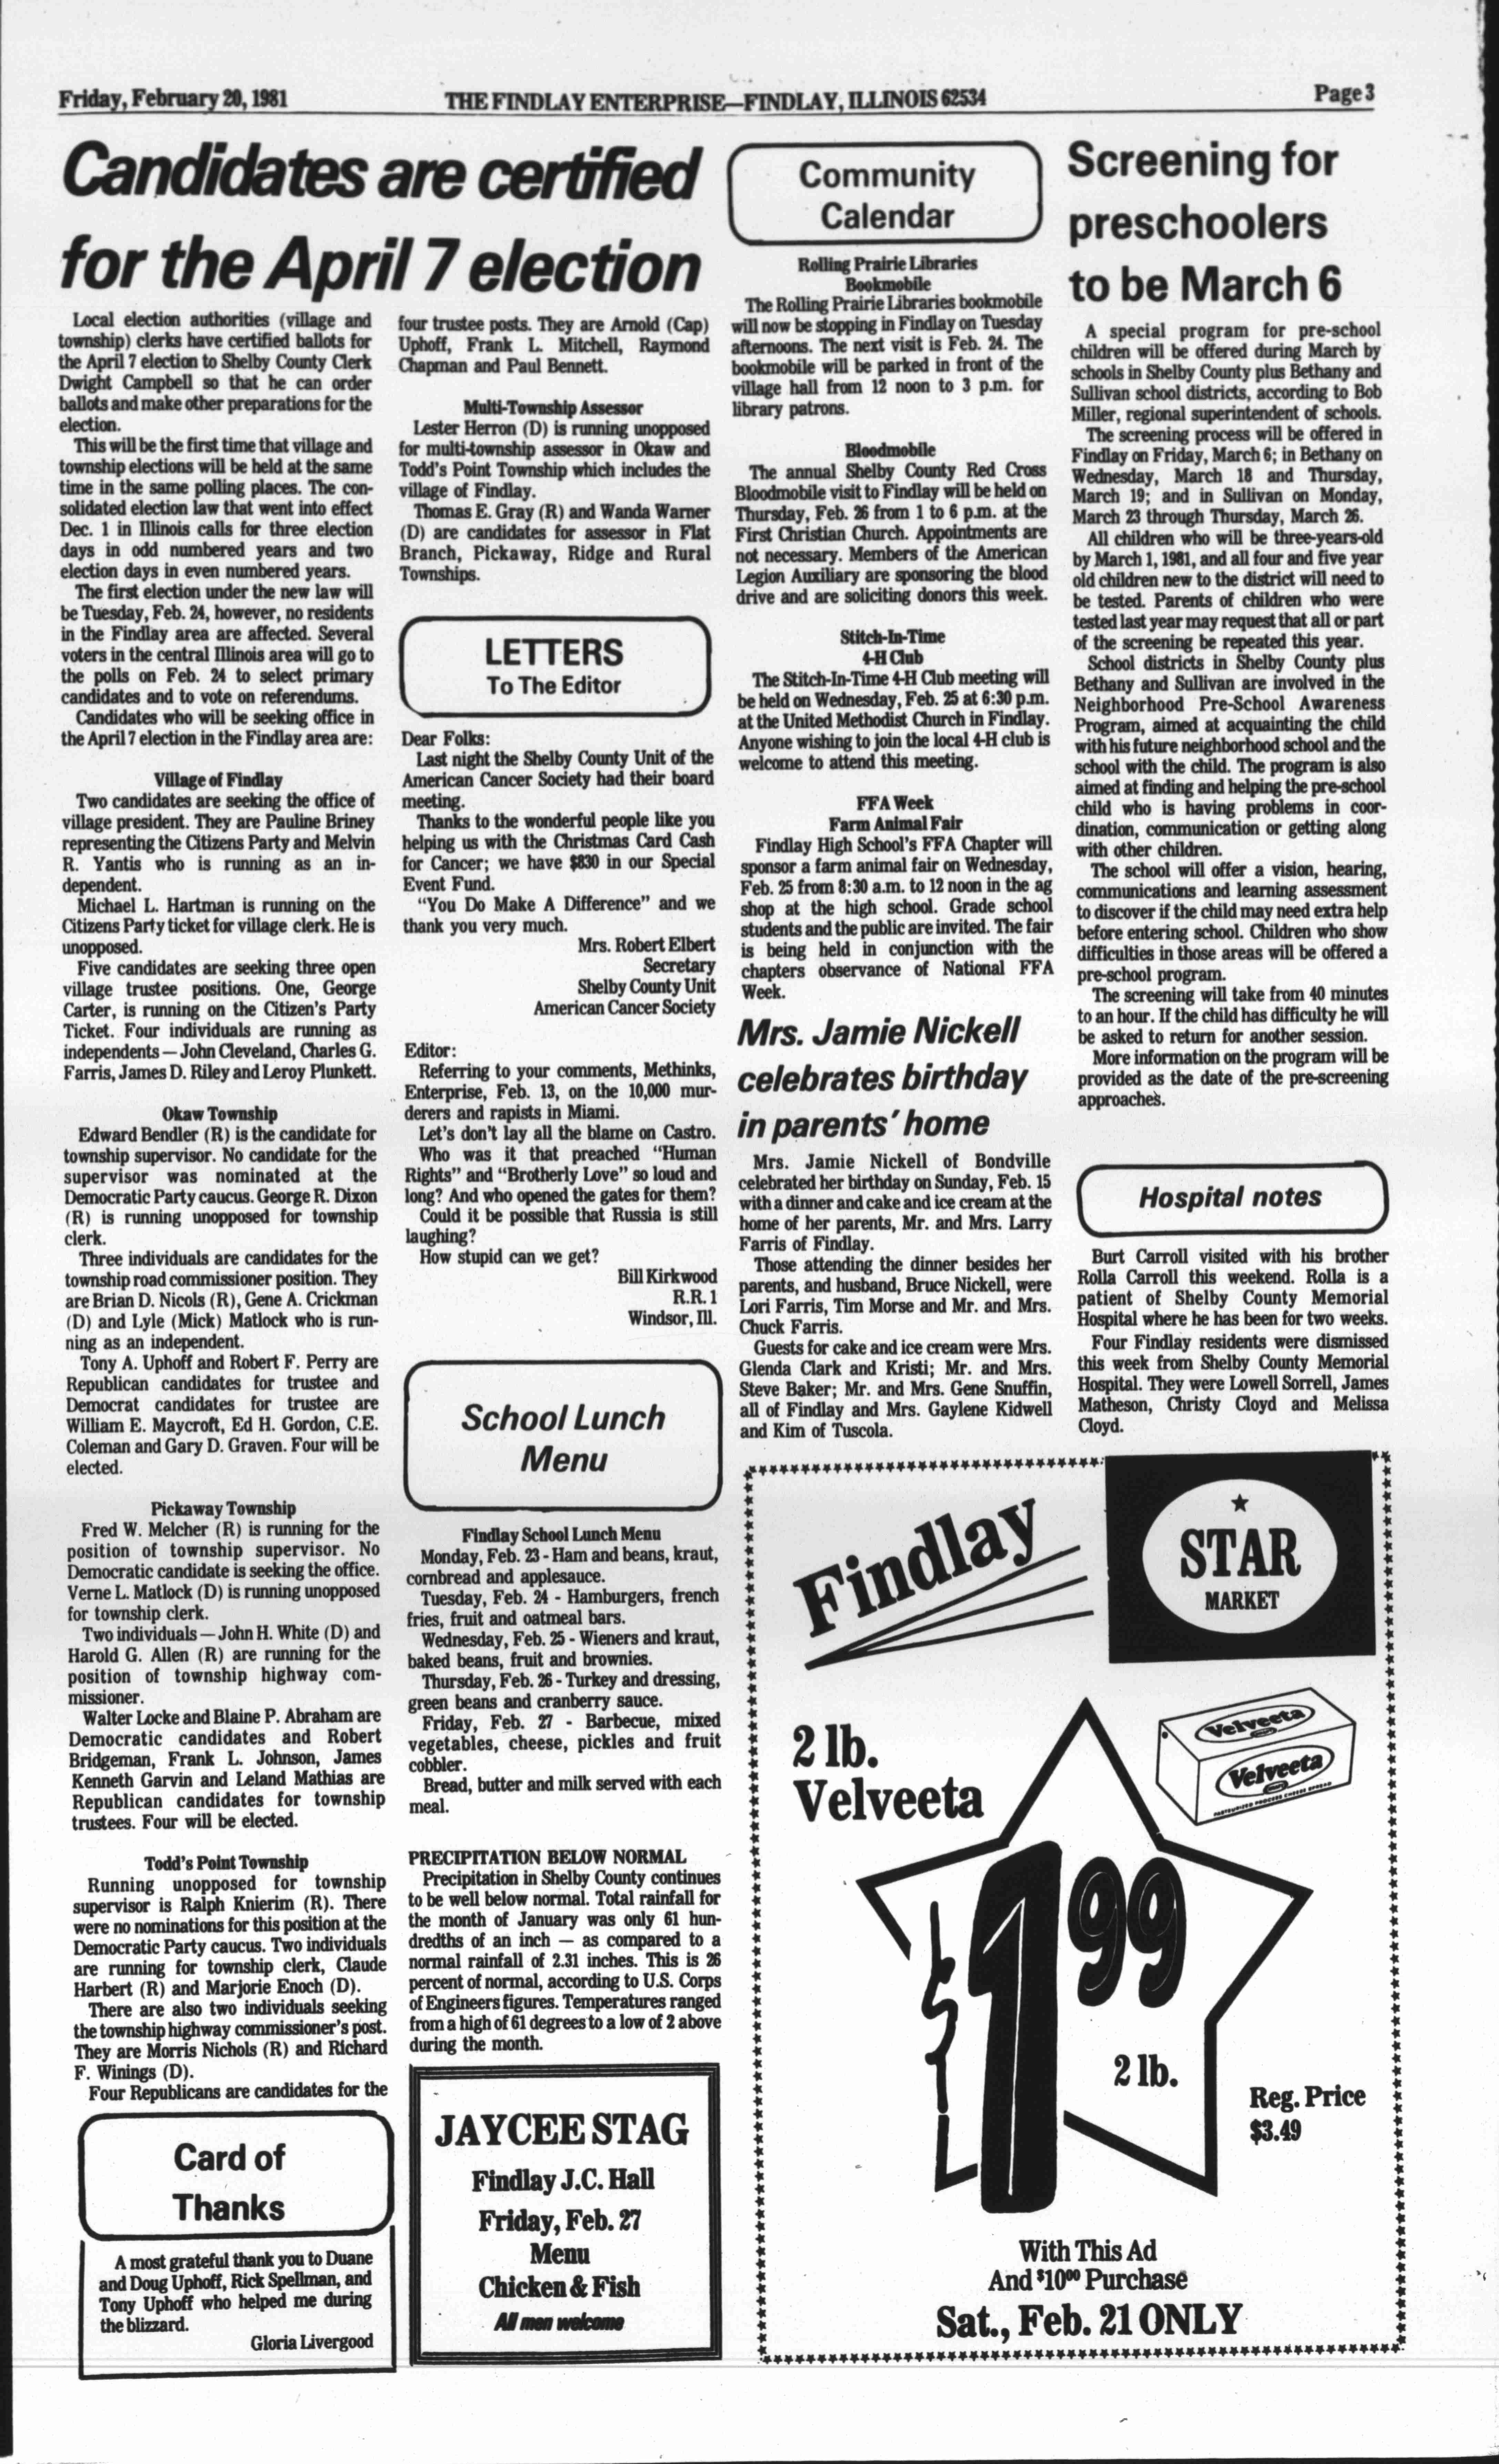 Friday, February 20, 1981
THE FINDLAY ENTERPRISE—FINDLAY, ILLINOIS 62534
Page 3
Candidates are certified
for the April 7 election
Local election authorities (village and
township) clerks have certified ballots for
the April 7 election to Shelby County Clerk
Dwight Campbell so that he can order
ballots and make other preparations for the
election.
This will be the first time that village and
township elections will be held at the same
time in the same polling places. The con-
solidated election law that went into effect
Dec. 1 in Illinois calls for three election
days in odd numbered years and two
election days in even numbered years.
The first election under the new law will
be Tuesday, Feb. 24, however, no residents
in the Findlay area are affected. Several
voters in the central Illinois area will go to
the polls on Feb. 24 to select primary
candidates and to vote on referendums.
Candidates who will be seeking office in
the April 7 election in the Findlay area are:
Village of Findlay
Two candidates are seeking the office of
village president. They are Pauline Briney
representing the Citizens Party and Melvin
R. Yantis who is running as an in-
dependent.
Michael L. Hartman is running on the
Citizens Party ticket for village clerk. He is
unopposed.
Five candidates are seeking three open
village trustee positions. One, George
Carter, is running on the Citizen's Party
Ticket. Four individuals are running as
independents — John Cleveland, Charles G.
Farris, James D. Riley and Leroy Plunkett.
Okaw Township
Edward Bendler (R) is the candidate for
township supervisor. No candidate for the
supervisor was nominated at the
Democratic Party caucus. George R. Dixon
(R) is running unopposed for township
clerk.
Three individuals are candidates for the
township road commissioner position. They
are Brian D. Nicols (R), Gene A. Crickman
(D) and Lyle (Mick) Matlock who is run-
ning as an independent.
Tony A. Uphoff and Robert F. Perry are
Republican candidates for trustee and
Democrat candidates for trustee are
William E. Maycroft, Ed H. Gordon, C.E.
Coleman and Gary D. Graven. Four will be
elected.
Pickaway Township
Fred W. Melcher (R) is running for the
position of township supervisor. No
Democratic candidate is seeking the office.
Verne L. Matlock (D) is running unopposed
for township clerk.
Two individuals — John H. White (D) and
Harold G. Allen (R) are running for the
position of township highway com-
missioner.
Walter Locke and Blaine P. Abraham are
Democratic candidates and Robert
Bridgeman, Frank L. Johnson, James
Kenneth Garvin and Leland Mathias are
Republican candidates for township
trustees. Four will be elected.
Todd's Point Township
Running unopposed for township
supervisor is Ralph Knierim (R). There
were no nominations for this position at the
Democratic Party caucus. Two individuals
are running for township clerk, Claude
Harbert (R) and Marjorie Enoch (D).
There are also two individuals seeking
the township highway commissioner's post.
They are Morris Nichols (R) and Richard
F. Winings (D).
Four Republicans are candidates for the
four trustee posts. They are Arnold (Cap)
Uphoff, Frank L. Mitchell, Raymond
Chapman and Paul Bennett.
Multi-Township Assessor
Lester Herron (D) is running unopposed
for multi-township assessor in Okaw and
Todd's Point Township which includes the
village of Findlay.
Thomas E. Gray (R) and Wanda Warner
(D) are candidates for assessor in Flat
Branch, Pickaway, Ridge and Rural
Townships.
Card of
Thanks
A most grateful thank you to Duane
and Doug Uphoff, Rick Spellman, and
Tony Uphoff who helped me during
the blizzard.
Gloria Livergood
LETTERS
To The Editor
Dear Folks:
Last night the Shelby County Unit of the
American Cancer Society had their board
meeting.
Thanks to the wonderful people like you
helping us with the Christmas Card Cash
for Cancer; we have $830 in our Special
Event Fund.
"You Do Make A Difference" and we
thank you very much.
Mrs. Robert Elbert
Secretary
Shelby County Unit
American Cancer Society
Editor:
Referring to your comments, Methinks,
Enterprise, Feb. 13, on the 10,000 mur-
derers and rapists in Miami.
Let's don't lay all the blame on Castro.
Who was it that preached "Human
Rights" and "Brotherly Love" so loud and
long? And who opened the gates for them?
Could it be possible that Russia is still
laughing?
How stupid can we get?
Bill Kirkwood
R.R. 1
Windsor, Ill.
School Lunch
Menu
Findlay School Lunch Menu
Monday, Feb. 23 - Ham and beans, kraut,
cornbread and applesauce.
Tuesday, Feb. 24 - Hamburgers, french
fries, fruit and oatmeal bars.
Wednesday, Feb. 25 - Wieners and kraut,
baked beans, fruit and brownies.
Thursday, Feb. 26 - Turkey and dressing,
green beans and cranberry sauce.
Friday, Feb. 27 - Barbecue, mixed
vegetables, cheese, pickles and fruit
cobbler.
Bread, butter and milk served with each
meal.
PRECIPITATION BELOW NORMAL
Precipitation in Shelby County continues
to be well below normal. Total rainfall for
the month of January was only 61 hun-
dredths of an inch — as compared to a
normal rainfall of 2.31 inches. This is 26
percent of normal, according to U.S. Corps
of Engineers figures. Temperatures ranged
from a high of 61 degrees to a low of 2 above
during the month.
JAYCEE STAG
Findlay J.C. Hall
Friday, Feb. 27
Menu
Chicken & Fish
All men welcome
Community
Calendar
Rolling Prairie Libraries
Bookmobile
The Rolling Prairie Libraries bookmobile
will now be stopping in Findlay on Tuesday
afternoons. The next visit is Feb. 24. The
bookmobile will be parked in front of the
village hall from 12 noon to 3 p.m. for
library patrons.
Bloodmobile
The annual Shelby County Red Cross
Bloodmobile visit to Findlay will be held on
Thursday, Feb. 26 from 1 to 6 p.m. at the
First Christian Church. Appointments are
not necessary. Members of the American
Legion Auxiliary are sponsoring the blood
drive and are soliciting donors this week.
Stitch-In-Time
4-H Club
The Stitch-In-Time 4-H Club meeting will
be held on Wednesday, Feb. 25 at 6:30 p.m.
at the United Methodist Church in Findlay.
Anyone wishing to join the local 4-H club is
welcome to attend this meeting.
FFA Week
Farm Animal Fair
Findlay High School's FFA Chapter will
sponsor a farm animal fair on Wednesday,
Feb. 25 from 8:30 a.m. to 12 noon in the ag
shop at the high school. Grade school
students and the public are invited. The fair
is being held in conjunction with the
chapters observance of National FFA
Week.
Mrs. Jamie Nickell
celebrates birthday
in parents' home
Mrs. Jamie Nickell of Bondville
celebrated her birthday on Sunday, Feb. 15
with a dinner and cake and ice cream at the
home of her parents, Mr. and Mrs. Larry
Farris of Findlay.
Those attending the dinner besides her
parents, and husband, Bruce Nickell, were
Lori Farris, Tim Morse and Mr. and Mrs.
Chuck Farris.
Guests for cake and ice cream were Mrs.
Glenda Clark and Kristi; Mr. and Mrs.
Steve Baker; Mr. and Mrs. Gene Snuffin,
all of Findlay and Mrs. Gaylene Kidwell
and Kim of Tuscola.
Screening for
preschoolers
to be March 6
A special program for pre-school
children will be offered during March by
schools in Shelby County plus Bethany and
Sullivan school districts, according to Bob
Miller, regional superintendent of schools.
The screening process will be offered in
Findlay on Friday, March 6; in Bethany on
Wednesday, March 18 and Thursday,
March 19; and in Sullivan on Monday,
March 23 through Thursday, March 26.
All children who will be three-years-old
by March 1, 1981, and all four and five year
old children new to the district will need to
be tested. Parents of children who were
tested last year may request that all or part
of the screening be repeated this year.
School districts in Shelby County plus
Bethany and Sullivan are involved in the
Neighborhood Pre-School Awareness
Program, aimed at acquainting the child
with his future neighborhood school and the
school with the child. The program is also
aimed at finding and helping the pre-school
child who is having problems in coor-
dination, communication or getting along
with other children.
The school will offer a vision, hearing,
communications and learning assessment
to discover if the child may need extra help
before entering school. Children who show
difficulties in those areas will be offered a
pre-school program.
The screening will take from 40 minutes
to an hour. If the child has difficulty he will
be asked to return for another session.
More information on the program will be
provided as the date of the pre-screening
approaches.
Hospital notes
Burt Carroll visited with his brother
Rolla Carroll this weekend. Rolla is a
patient of Shelby County Memorial
Hospital where he has been for two weeks.
Four Findlay residents were dismissed
this week from Shelby County Memorial
Hospital. They were Lowell Sorrell, James
Matheson, Christy Cloyd and Melissa
Cloyd.
Findlay
STAR
MARKET
2 lb.
Velveeta
Velveeta
Velveeta
PASTEURIZED PROCESS CHEESE SPREAD
$1.99
2 lb.
Reg. Price
$3.49
With This Ad
And $10.00 Purchase
Sat., Feb. 21 ONLY